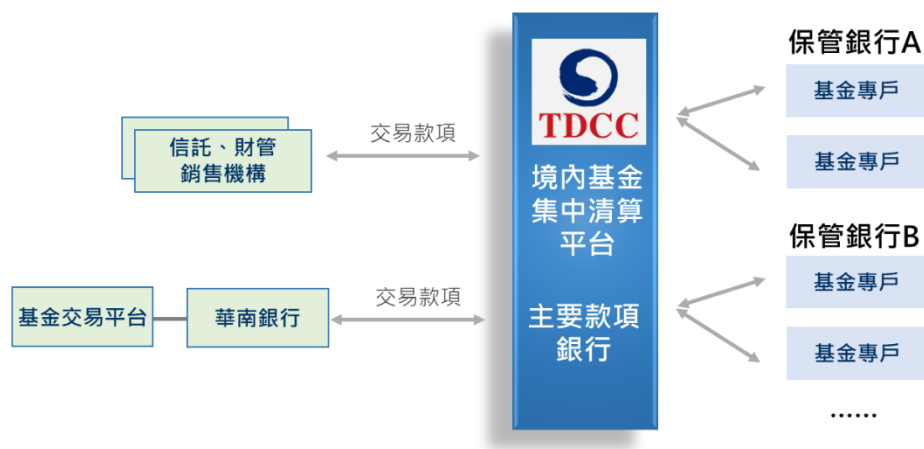 信託、財管
銷售機構
交易款項
基金交易平台
華南銀行
交易款項
TDCC
境內基金
集中清算
平台
主要款項
銀行
保管銀行A
基金專戶
基金專戶
保管銀行B
基金專戶
基金專戶
......